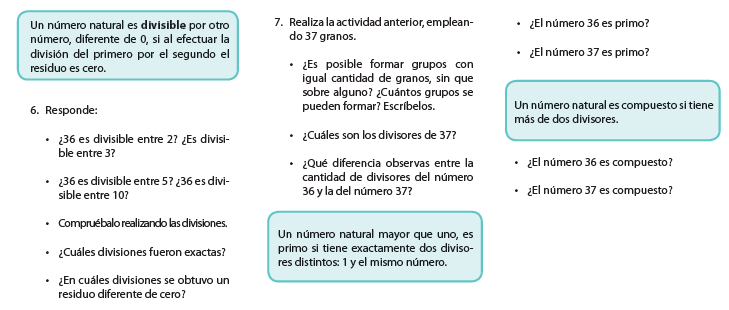 Un número natural es divisible por otro
número, diferente de 0, si al efectuar la
división del primero por el segundo el
residuo es cero.
6. Responde:
• ¿36 es divisible entre 2? ¿Es divisi-
ble entre 3?
• ¿36 es divisible entre 5? ¿36 es divi-
sible entre 10?
• Compruébalo realizando las divisiones.
• ¿Cuáles divisiones fueron exactas?
• ¿En cuáles divisiones se obtuvo un
residuo diferente de cero?
7. Realiza la actividad anterior, emplean-
do 37 granos.
• ¿Es posible formar grupos con
igual cantidad de granos, sin que
sobre alguno? ¿Cuántos grupos se
pueden formar? Escríbelos.
• ¿Cuáles son los divisores de 37?
• ¿Qué diferencia observas entre la
cantidad de divisores del número
36 y la del número 37?
Un número natural mayor que uno, es
primo si tiene exactamente dos diviso-
res distintos: 1 y el mismo número.
• ¿El número 36 es primo?
• ¿El número 37 es primo?
Un número natural es compuesto si tiene
más de dos divisores.
• ¿El número 36 es compuesto?
• ¿El número 37 es compuesto?